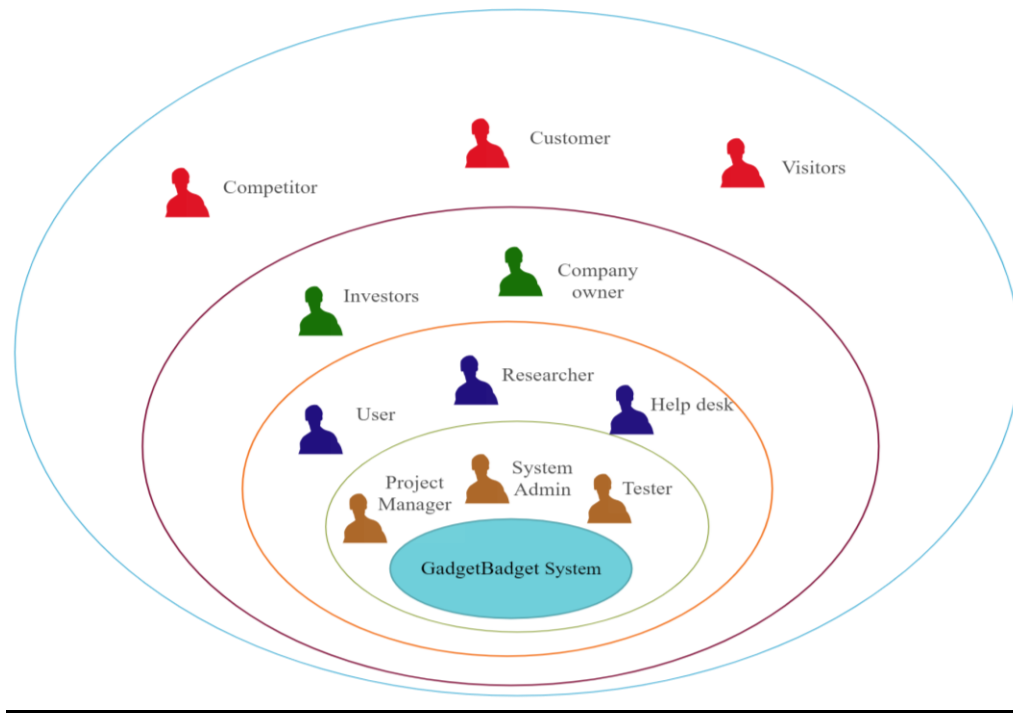 Customer
Visitors
Competitor
Company
owner
Investors
Researcher
Help desk
User
System
Admin
Project
Manager
Tester
GadgetBadget System